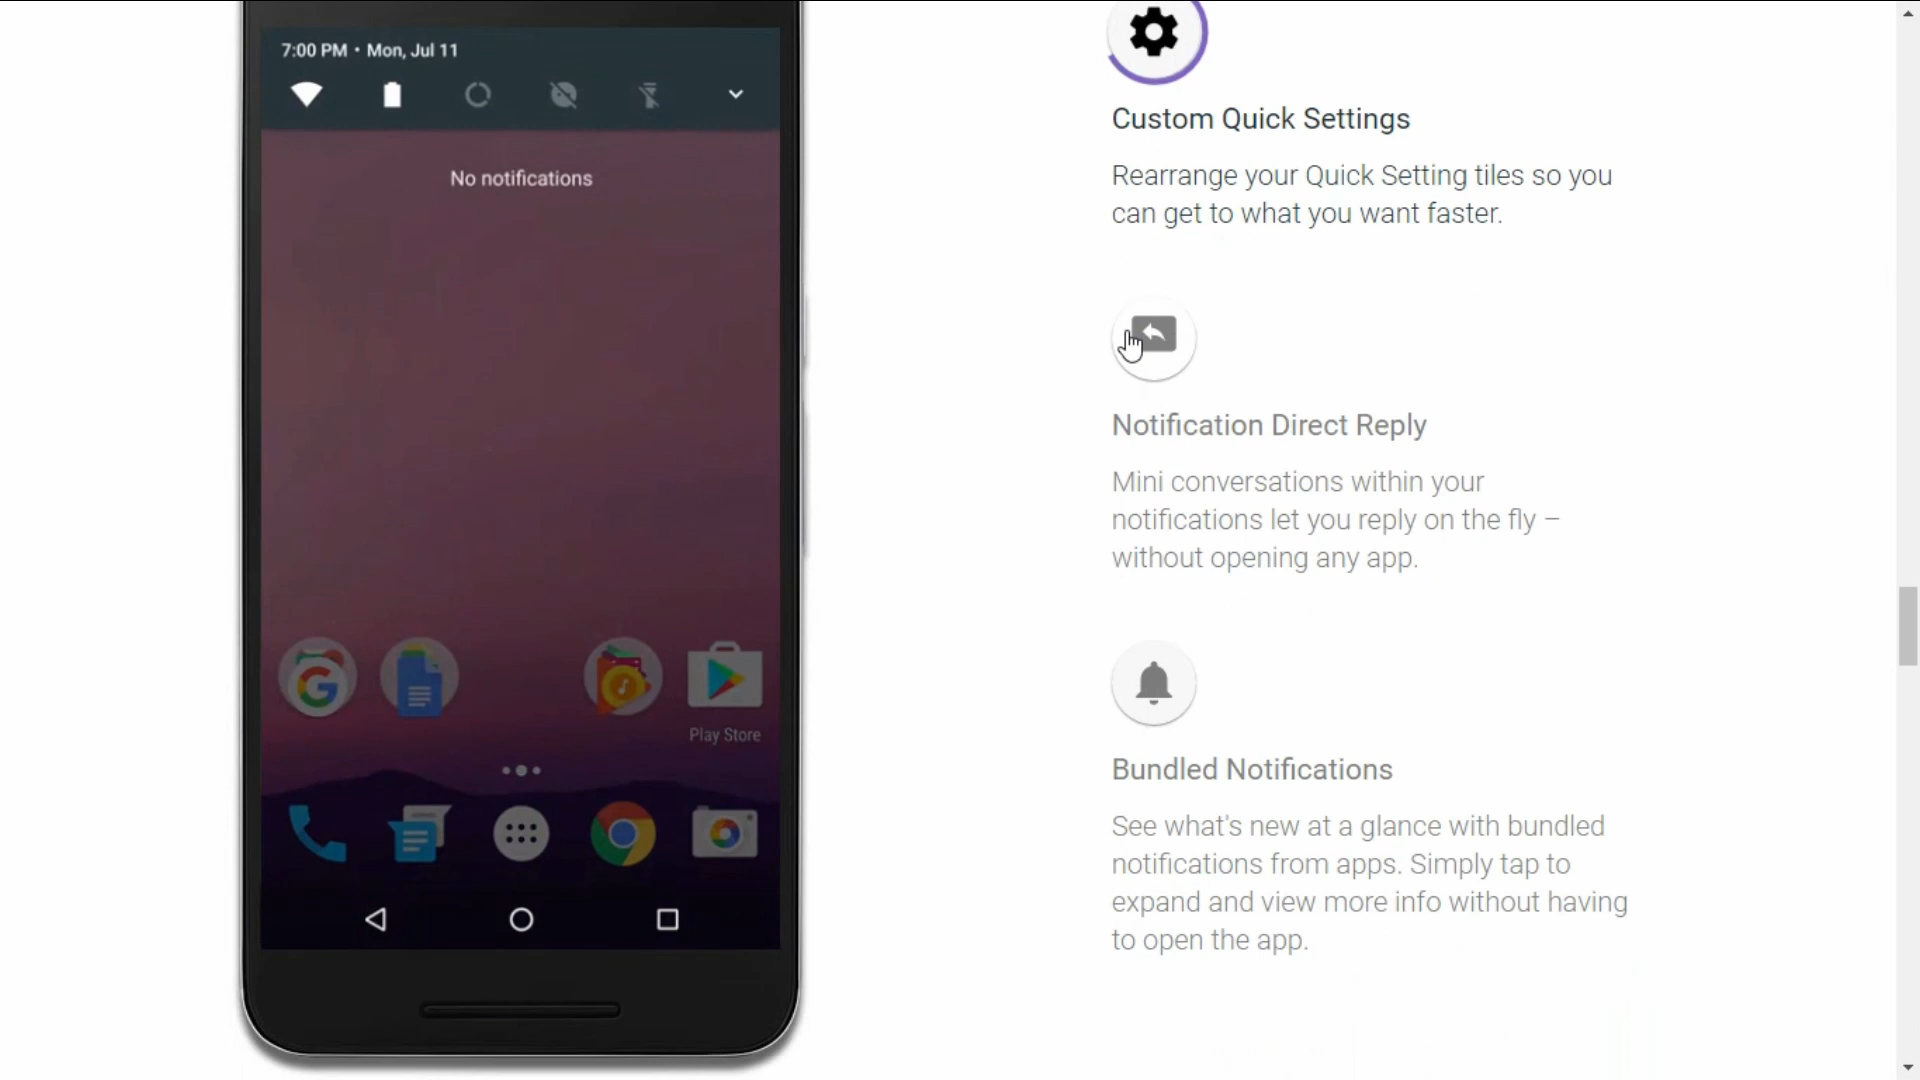 7:00 PM • Mon, Jul 11
No notifications
Play Store
Custom Quick Settings
Rearrange your Quick Setting tiles so you
can get to what you want faster.
Notification Direct Reply
Mini conversations within your
notifications let you reply on the fly –
without opening any app.
Bundled Notifications
See what's new at a glance with bundled
notifications from apps. Simply tap to
expand and view more info without having
to open the app.